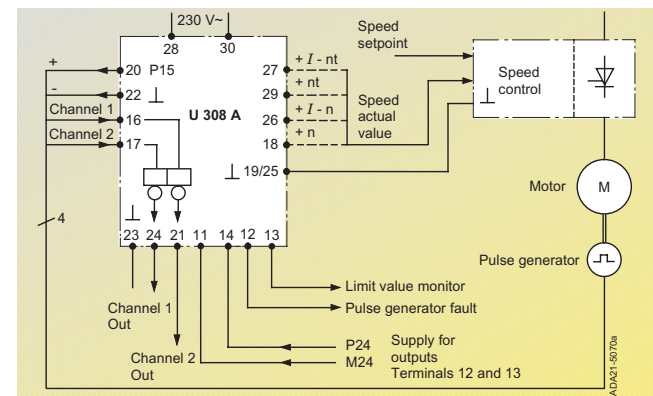 230 V~
28 30
+ 20 P15
- 22 ⊥
Channel 1 16
Channel 2 17
U 308 A
27 + I - nt
29 + nt
26 + I - n
18 + n
⊥ 19/25
Speed
actual
value
Speed
setpoint
Speed
control
⊥
Motor M
Pulse generator
4
⊥
23 24 21 11 14 12 13
Channel 1
Out
Channel 2
Out
Limit value monitor
Pulse generator fault
P24
M24
Supply for
outputs
Terminals 12 and 13
ADA21-5070a